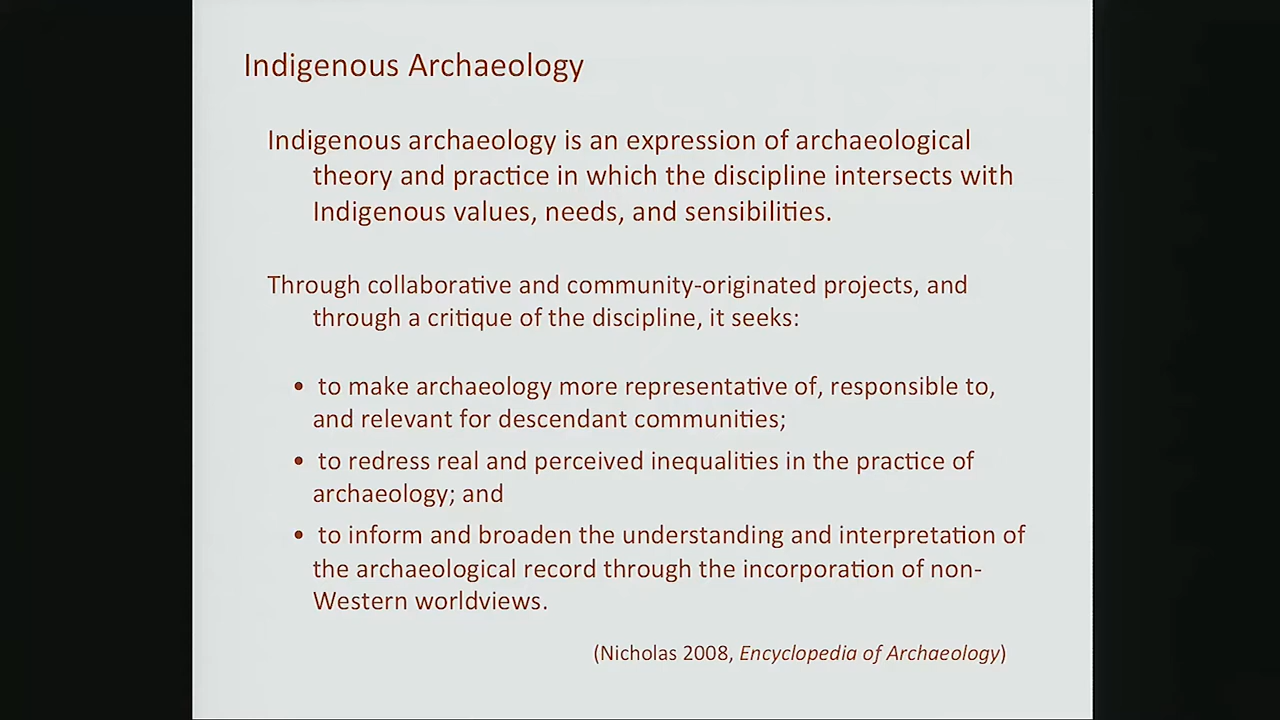 Indigenous Archaeology
Indigenous archaeology is an expression of archaeological
theory and practice in which the discipline intersects with
Indigenous values, needs, and sensibilities.
Through collaborative and community-originated projects, and
through a critique of the discipline, it seeks:
• to make archaeology more representative of, responsible to,
and relevant for descendant communities;
• to redress real and perceived inequalities in the practice of
archaeology; and
• to inform and broaden the understanding and interpretation of
the archaeological record through the incorporation of non-
Western worldviews.
(Nicholas 2008, Encyclopedia of Archaeology)